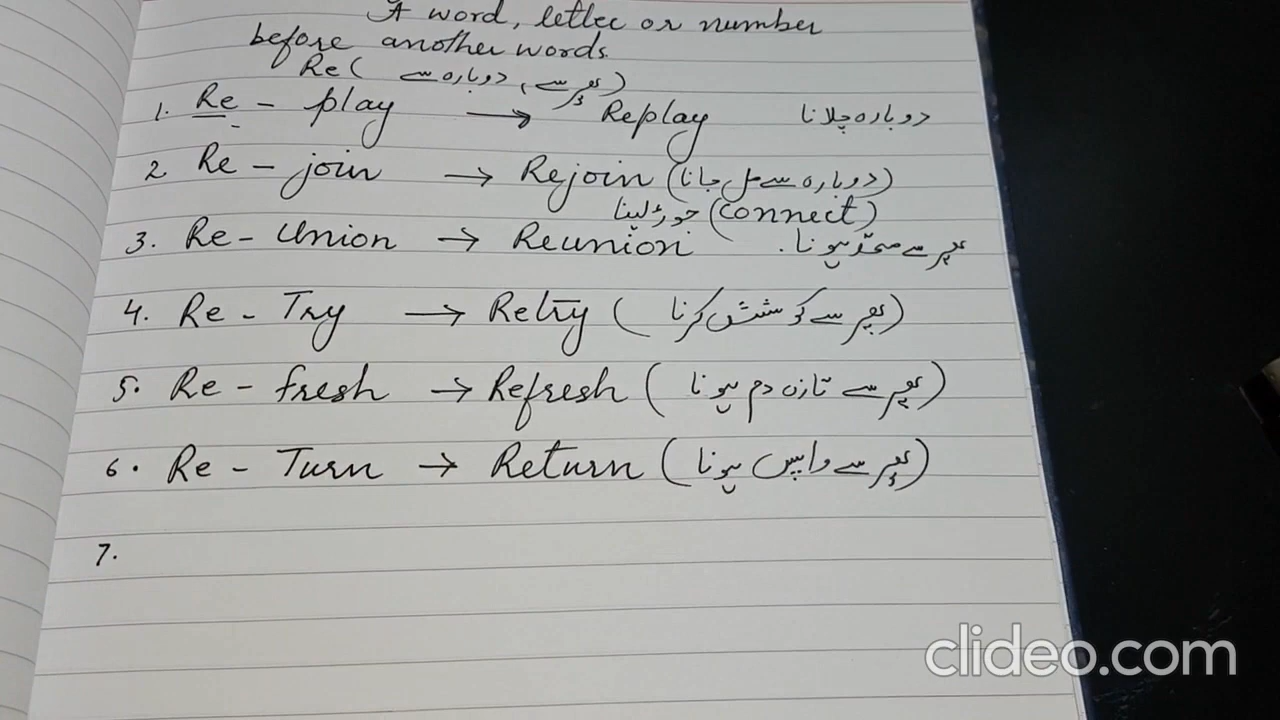 A word, letter or number
before another words.
Re ( پھر سے, دوبارہ سے )
1. Re - play → Replay دوبارہ چلانا
2 Re - join → Rejoin (دوبارہ سے مل جانا)
جوڑ لینا (connect)
3. Re - Union → Reunion پھر سے متحد ہونا .
4. Re - Try → Retry ( پھر سے کوشش کرنا )
5. Re - fresh → Refresh ( پھر سے تازہ دم ہونا )
6. Re - Turn → Return ( پھر سے واپس ہونا )
7.
clideo.com